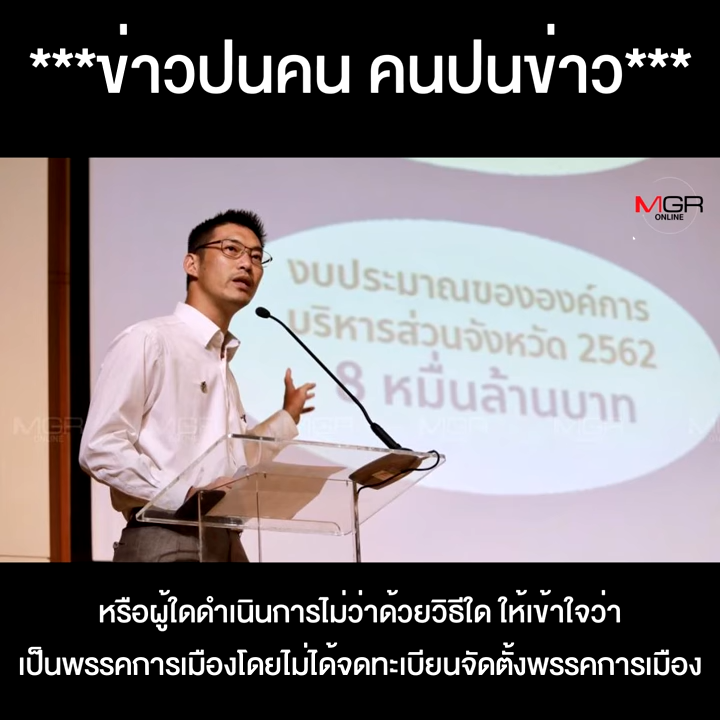 ***ข่าวปนคน คนปนข่าว***
MGR
ONLINE
งบประมาณขององค์การ
บริหารส่วนจังหวัด 2562
8 หมื่นล้านบาท
MGR
ONLINE
MGR
MGR
MGR
หรือผู้ใดดำเนินการไม่ว่าด้วยวิธีใด ให้เข้าใจว่า
เป็นพรรคการเมืองโดยไม่ได้จดทะเบียนจัดตั้งพรรคการเมือง